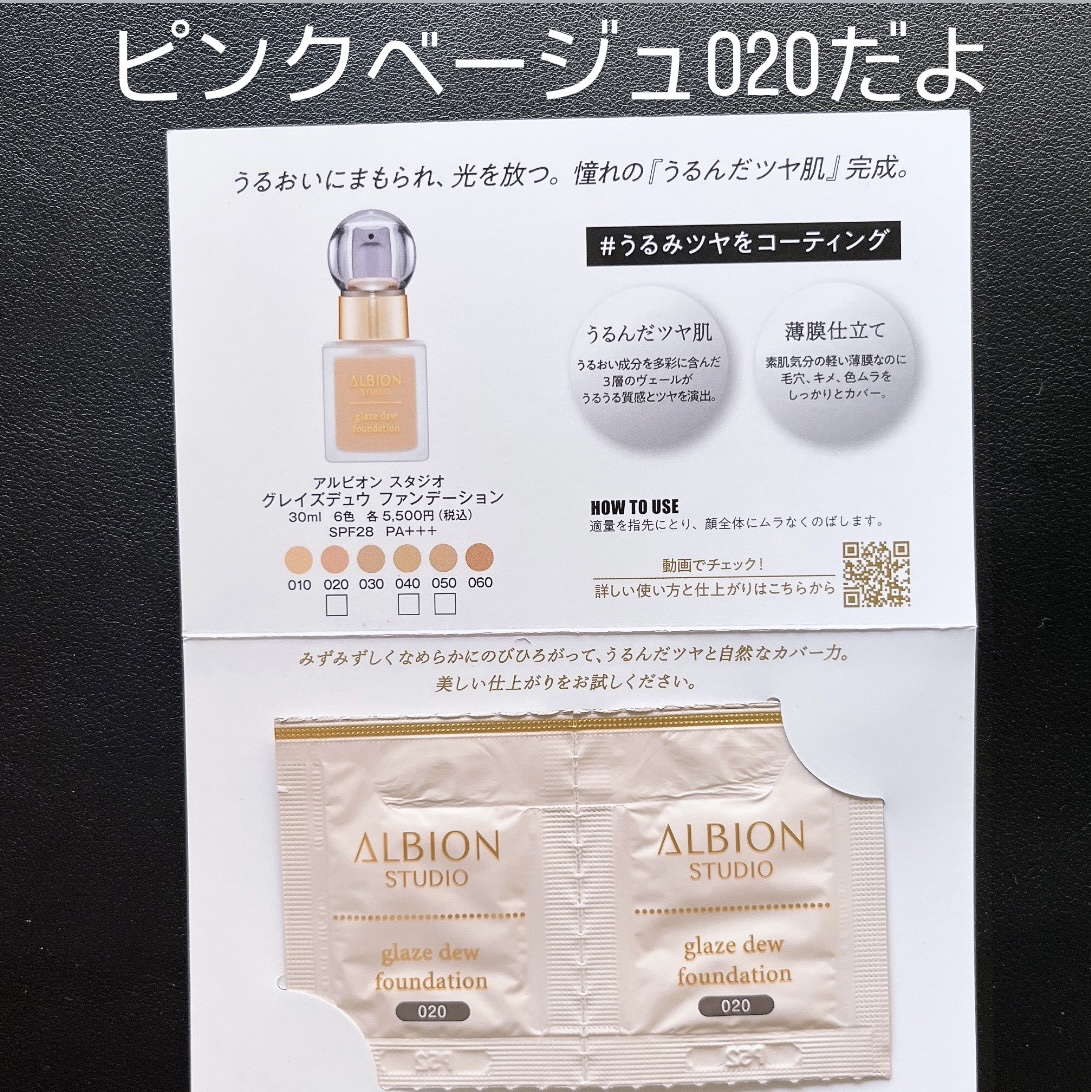 ピンクベージュ020だよ
うるおいにまもられ、光を放つ。憧れの『うるんだツヤ肌』完成。
#うるみツヤをコーティング
うるんだツヤ肌
うるおい成分を多彩に含んだ
3層のヴェールが
うるうる質感とツヤを演出。
薄膜仕立て
素肌気分の軽い薄膜なのに
毛穴、キメ、色ムラを
しっかりとカバー。
ALBION
STUDIO
glaze dew
foundation
アルビオン スタジオ
グレイズデュウ ファンデーション
30ml 6色 各5,500円(税込)
SPF28 PA+++
010 020 030 040 050 060
HOW TO USE
適量を指先にとり、顔全体にムラなくのばします。
動画でチェック!
詳しい使い方と仕上がりはこちらから
みずみずしくなめらかにのびひろがって、うるんだツヤと自然なカバー力。
美しい仕上がりをお試しください。
ALBION
STUDIO
glaze dew
foundation
020
ALBION
STUDIO
glaze dew
foundation
020